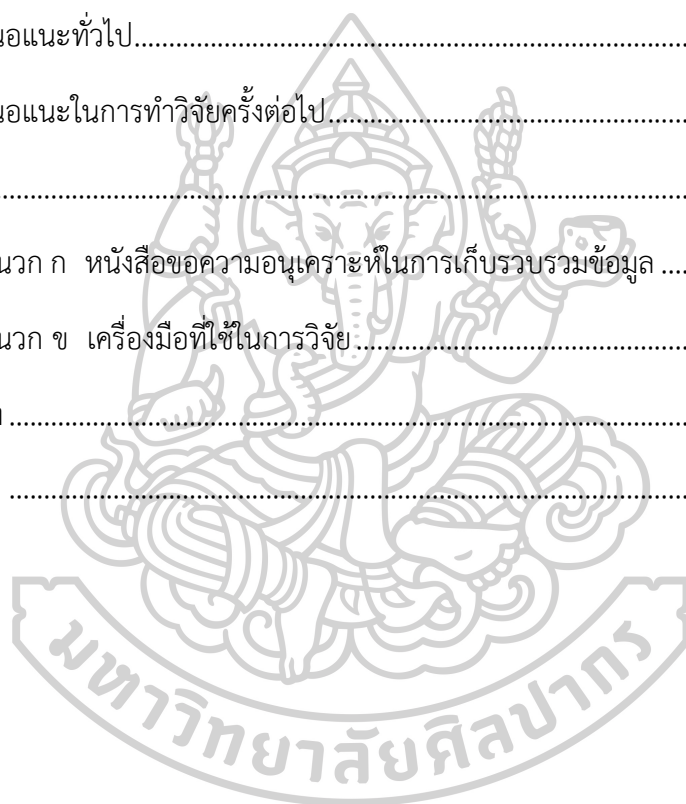 นอแนะทั่วไป.....................................................................................................
นอแนะในการทำวิจัยครั้งต่อไป.................................................................
.........................................................................................................................
นวก ก หนังสือขอความอนุเคราะห์ในการเก็บรวบรวมข้อมูล ....
นวก ข เครื่องมือที่ใช้ในการวิจัย ...........................................................
.........................................................................................................................
.........................................................................................................................
มหาวิทยาลัยศิลปากร